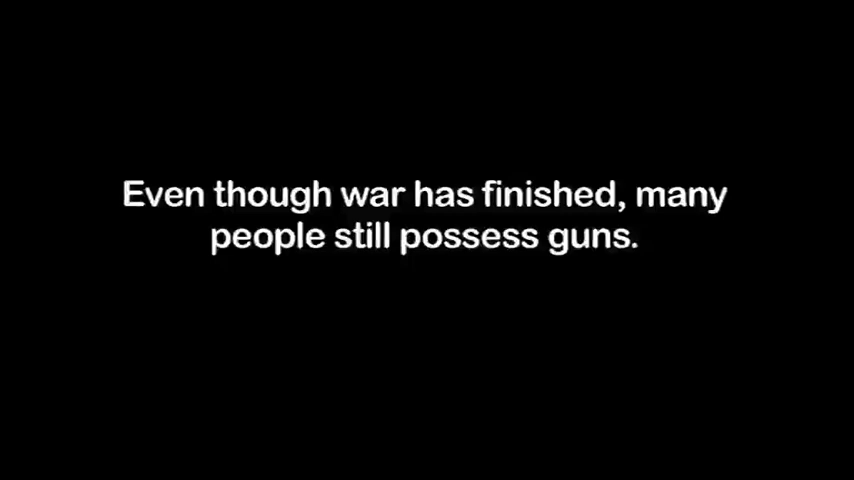 Even though war has finished, many
people still possess guns.